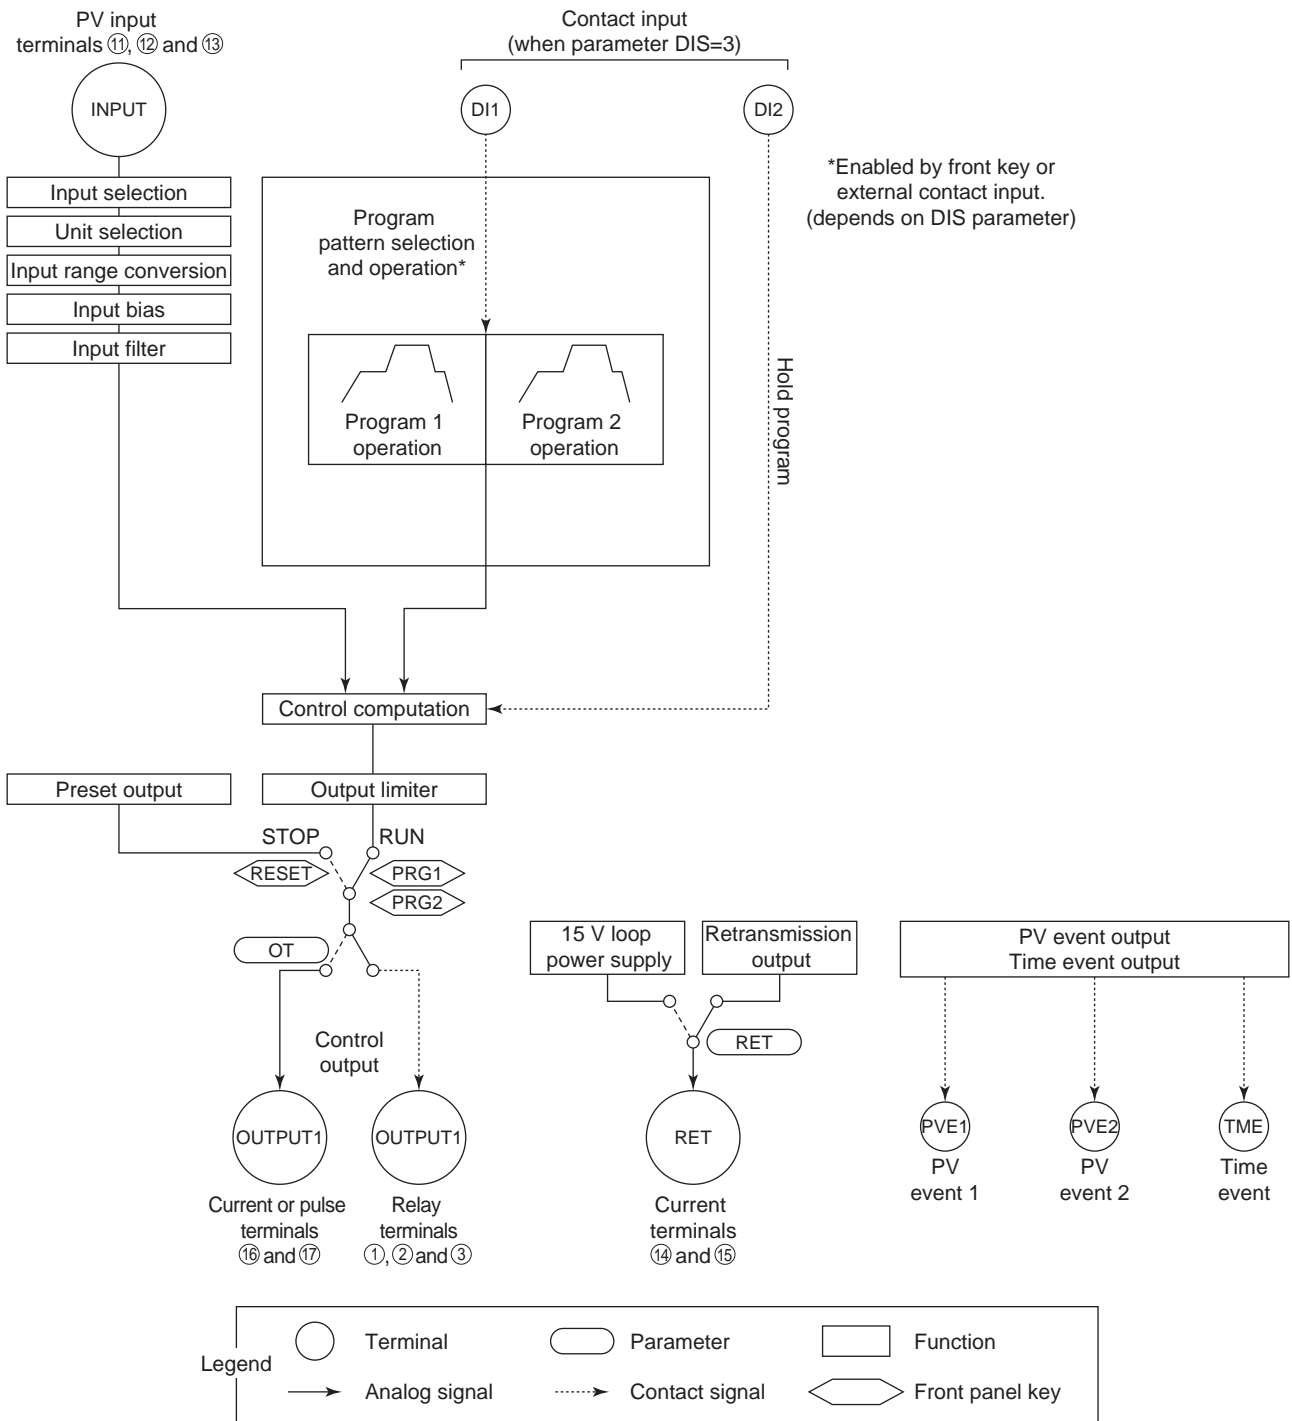 PV input
terminals ⑪, ⑫ and ⑬
INPUT
Input selection
Unit selection
Input range conversion
Input bias
Input filter
Contact input
(when parameter DIS=3)
DI1
DI2
*Enabled by front key or
external contact input.
(depends on DIS parameter)
Program
pattern selection
and operation*
Program 1
operation
Program 2
operation
Hold program
Control computation
Preset output
Output limiter
STOP
RUN
RESET
PRG1
PRG2
OT
Control
output
OUTPUT1
OUTPUT1
Current or pulse
terminals
⑯ and ⑰
Relay
terminals
①, ② and ③
15 V loop
power supply
Retransmission
output
RET
RET
Current
terminals
⑭ and ⑮
PV event output
Time event output
PVE1
PVE2
TME
PV
event 1
PV
event 2
Time
event
Legend
Terminal
Parameter
Function
Analog signal
Contact signal
Front panel key